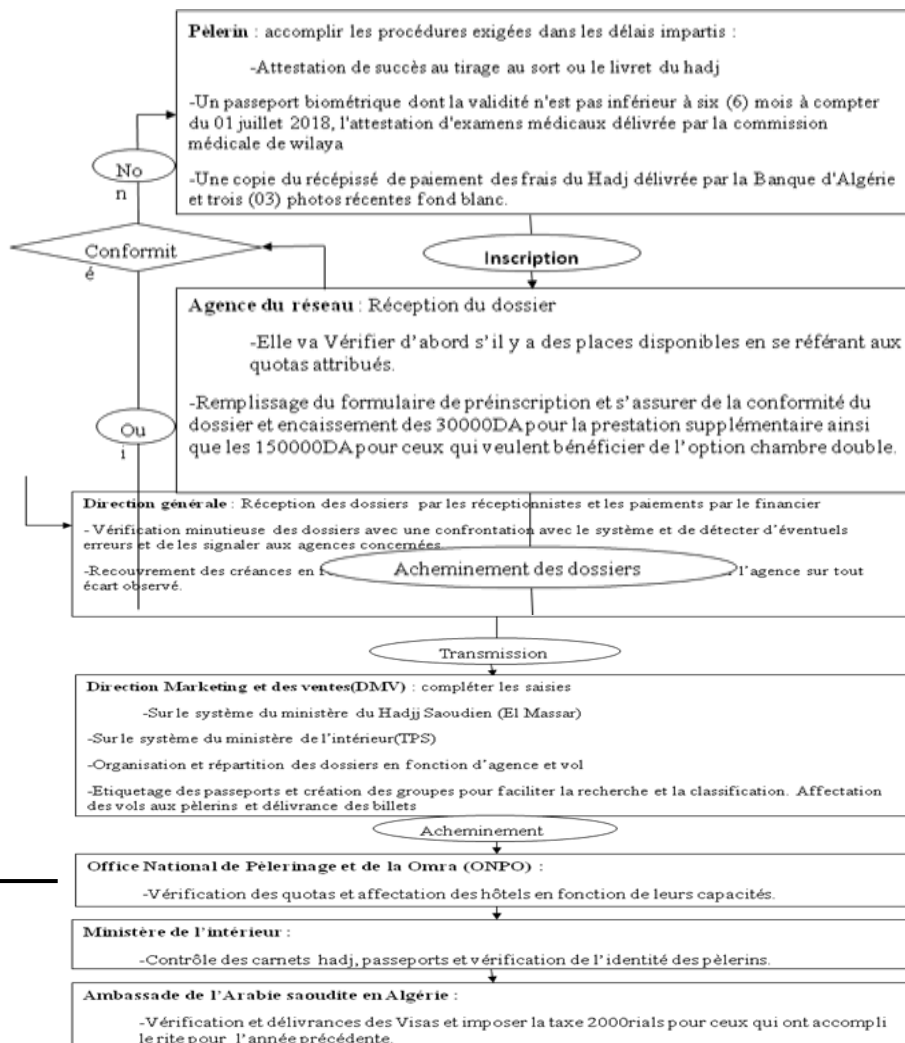 Pèlerin : accomplir les procédures exigées dans les délais impartis :
-Attestation de succès au tirage au sort ou le livret du hadj
-Un passeport biométrique dont la validité n'est pas inférieur à six (6) mois à compter
du 01 juillet 2018, l'attestation d'examens médicaux délivrée par la commission
médicale de wilaya
-Une copie du récépissé de paiement des frais du Hadj délivrée par la Banque d'Algérie
et trois (03) photos récentes fond blanc.
No
n
Conformit
é
Inscription
Agence du réseau : Réception du dossier
-Elle va Vérifier d'abord s'il y a des places disponibles en se référant aux
quotas attribués.
-Remplissage du formulaire de préinscription et s'assurer de la conformité du
dossier et encaissement des 30000DA pour la prestation supplémentaire ainsi
que les 150000DA pour ceux qui veulent bénéficier de l'option chambre double.
Ou
i
Direction générale : Réception des dossiers par les réceptionnistes et les paiements par le financier
- Vérification minutieuse des dossiers avec une confrontation avec le système et de détecter d'éventuels
erreurs et de les signaler aux agences concernées.
-Recouvrement des créances en l'agence sur tout
écart observé.
Acheminement des dossiers
Transmission
Direction Marketing et des ventes(DMV) : compléter les saisies
-Sur le système du ministère du Hadjj Saoudien (El Massar)
-Sur le système du ministère de l'intérieur(TPS)
-Organisation et répartition des dossiers en fonction d'agence et vol
-Etiquetage des passeports et création des groupes pour faciliter la recherche et la classification. Affectation
des vols aux pèlerins et délivrance des billets
Acheminement
Office National de Pèlerinage et de la Omra (ONPO) :
-Vérification des quotas et affectation des hôtels en fonction de leurs capacités.
Ministère de l'intérieur :
-Contrôle des carnets hadj, passeports et vérification de l'identité des pèlerins.
Ambassade de l'Arabie saoudite en Algérie :
-Vérification et délivrances des Visas et imposer la taxe 2000rials pour ceux qui ont accompli
le rite pour l'année précédente.